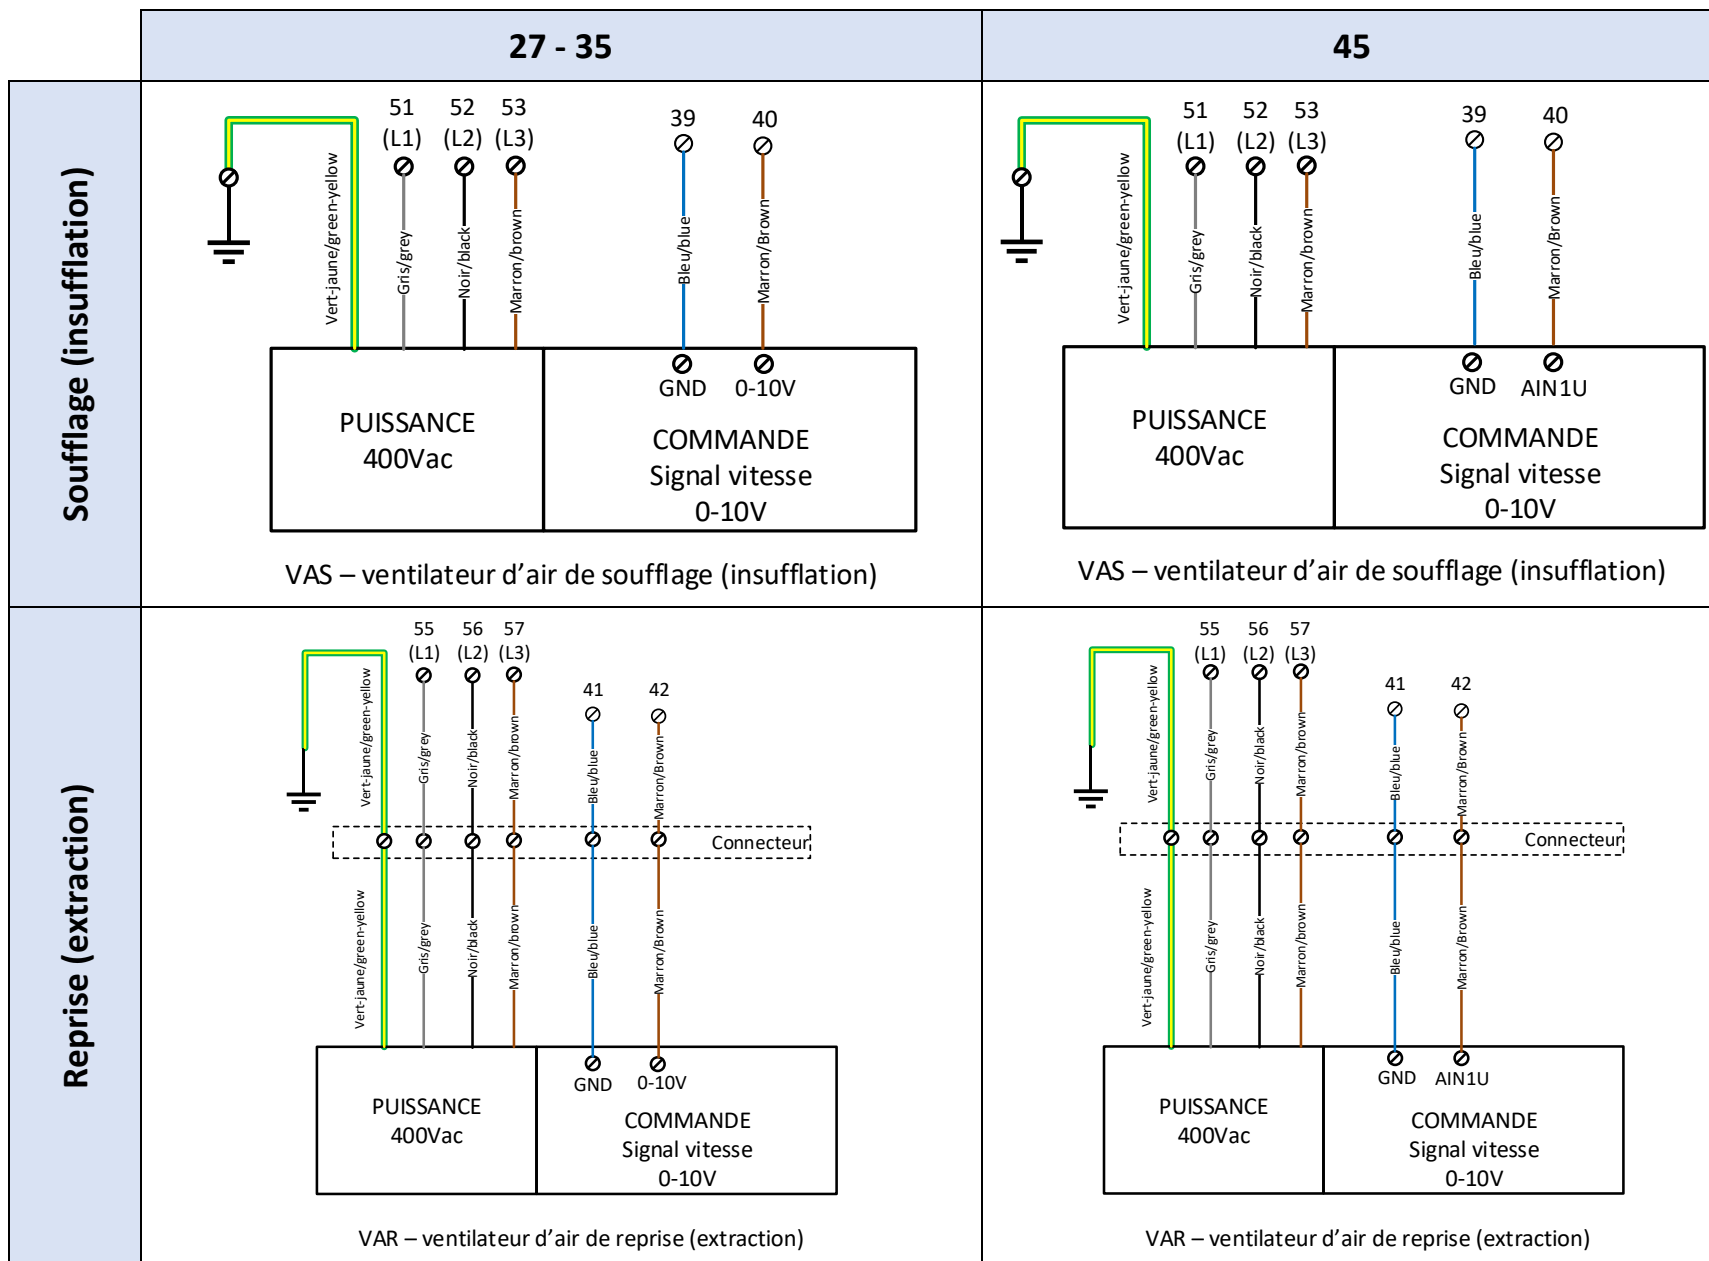 27 - 35
45
Soufflage (insufflation)
51 52 53
(L1) (L2) (L3)
39 40
Vert-jaune/green-yellow
Gris/grey
Noir/black
Marron/brown
Bleu/blue
Marron/Brown
GND 0-10V
PUISSANCE
400Vac
COMMANDE
Signal vitesse
0-10V
VAS – ventilateur d’air de soufflage (insufflation)
51 52 53
(L1) (L2) (L3)
39 40
Vert-jaune/green-yellow
Gris/grey
Noir/black
Marron/brown
Bleu/blue
Marron/Brown
GND AIN1U
PUISSANCE
400Vac
COMMANDE
Signal vitesse
0-10V
VAS – ventilateur d’air de soufflage (insufflation)
Reprise (extraction)
55 56 57
(L1) (L2) (L3)
41 42
Vert-jaune/green-yellow
Gris/grey
Noir/black
Marron/brown
Bleu/blue
Marron/Brown
Connecteur
Vert-jaune/green-yellow
Gris/grey
Noir/black
Marron/brown
Bleu/blue
Marron/Brown
GND 0-10V
PUISSANCE
400Vac
COMMANDE
Signal vitesse
0-10V
VAR – ventilateur d’air de reprise (extraction)
55 56 57
(L1) (L2) (L3)
41 42
Vert-jaune/green-yellow
Gris/grey
Noir/black
Marron/brown
Bleu/blue
Marron/Brown
Connecteur
Vert-jaune/green-yellow
Gris/grey
Noir/black
Marron/brown
Bleu/blue
Marron/Brown
GND AIN1U
PUISSANCE
400Vac
COMMANDE
Signal vitesse
0-10V
VAR – ventilateur d’air de reprise (extraction)